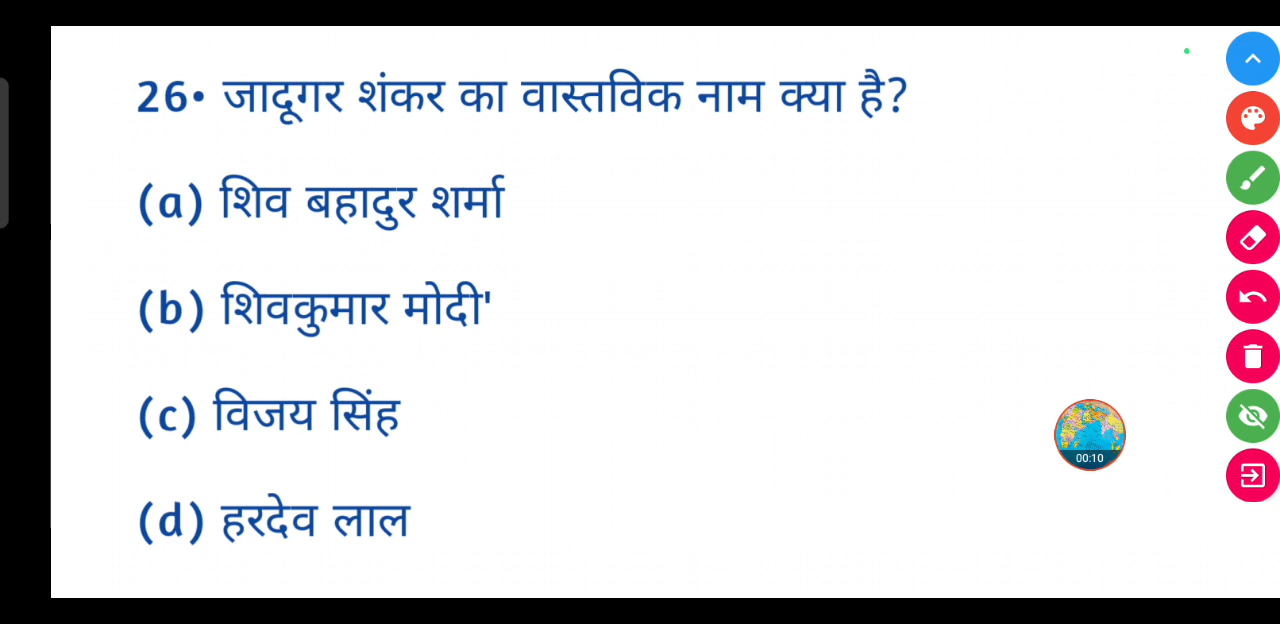 26• जादूगर शंकर का वास्तविक नाम क्या है?
(a) शिव बहादुर शर्मा
(b) शिवकुमार मोदी'
(c) विजय सिंह
(d) हरदेव लाल
00:10